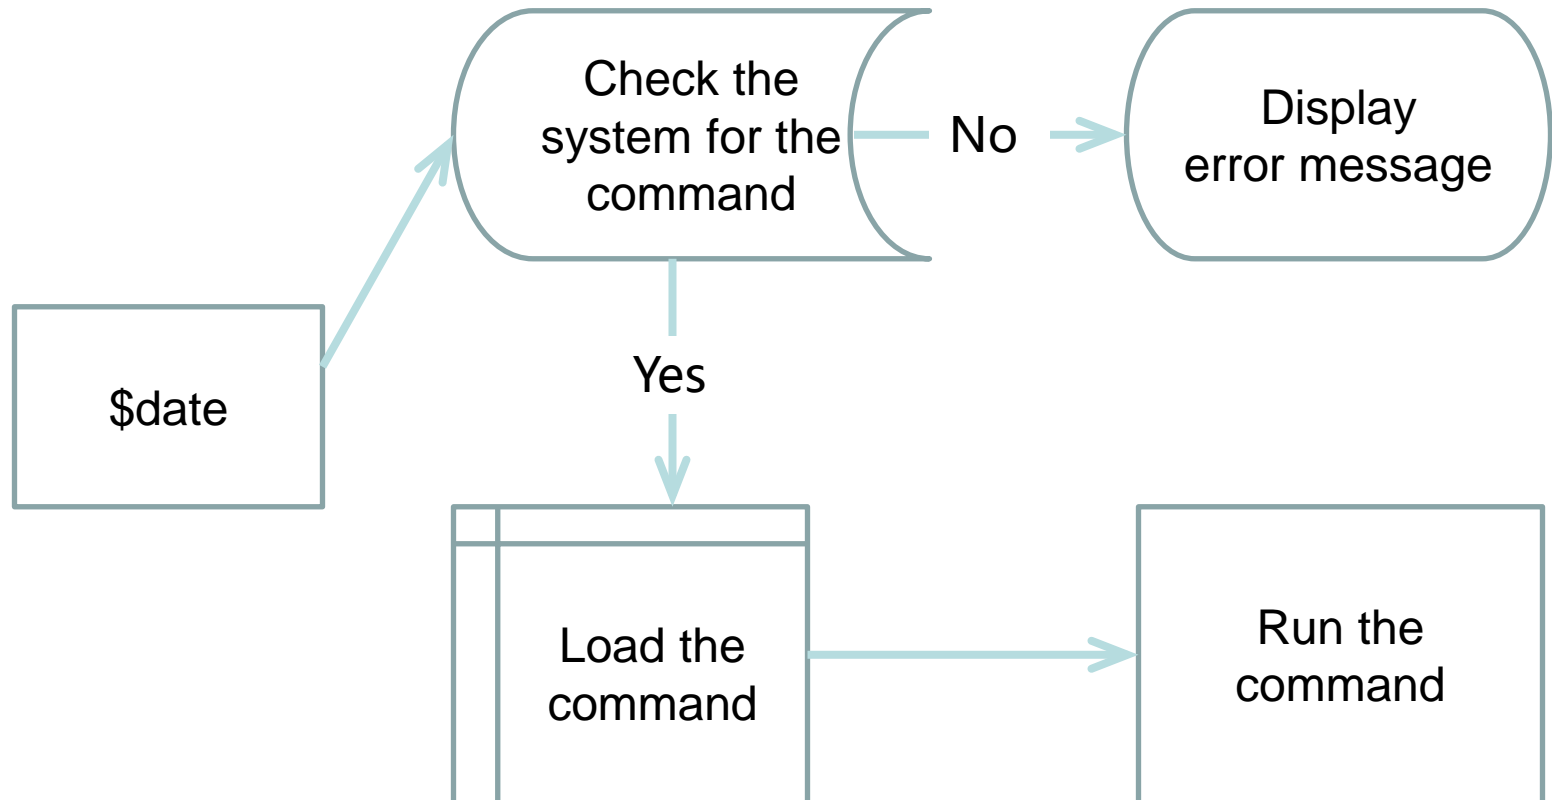 Check the
system for the
command
No
Display
error message
$date
Yes
Load the
command
Run the
command